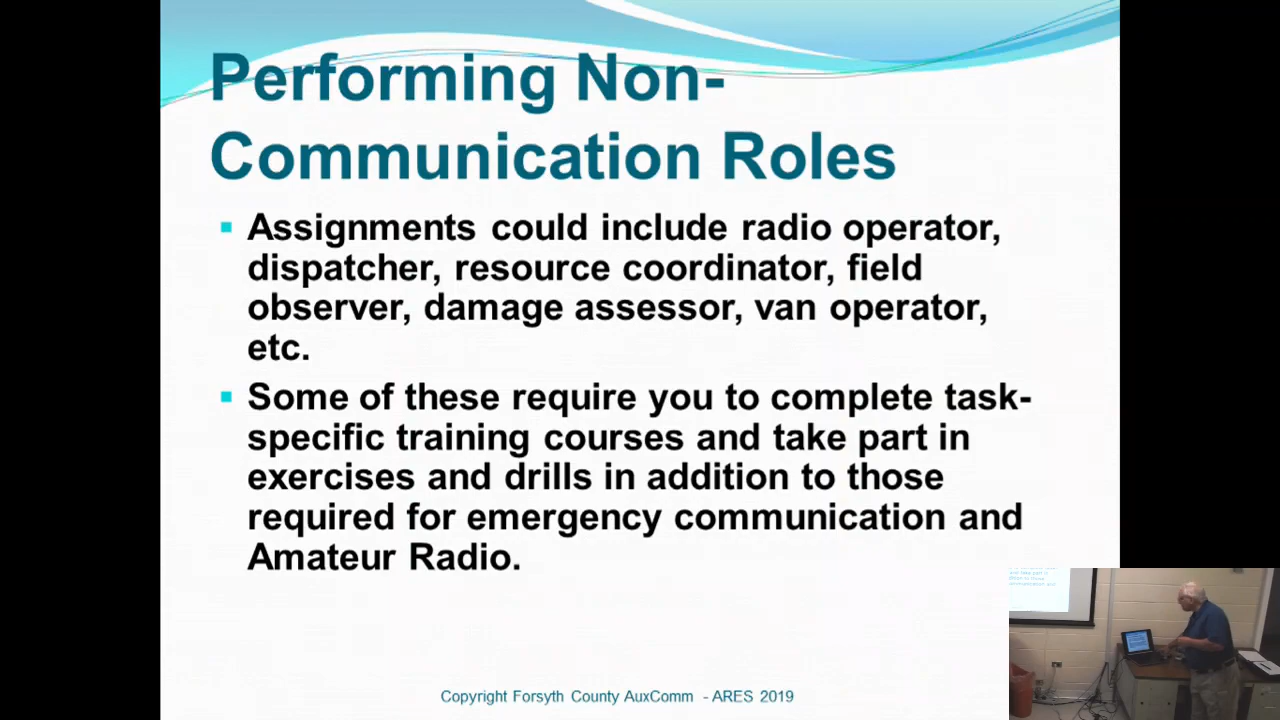 Performing Non-
Communication Roles
Assignments could include radio operator,
dispatcher, resource coordinator, field
observer, damage assessor, van operator,
etc.
Some of these require you to complete task-
specific training courses and take part in
exercises and drills in addition to those
required for emergency communication and
Amateur Radio.
Copyright Forsyth County AuxComm - ARES 2019